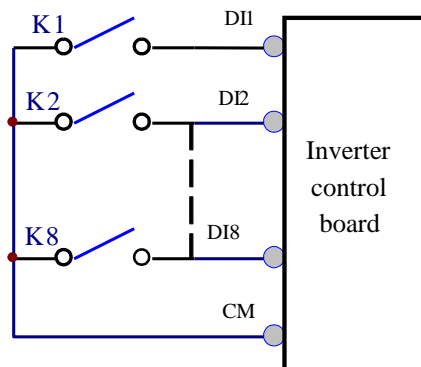 K1
DI1
K2
DI2
Inverter
control
board
K8
DI8
CM